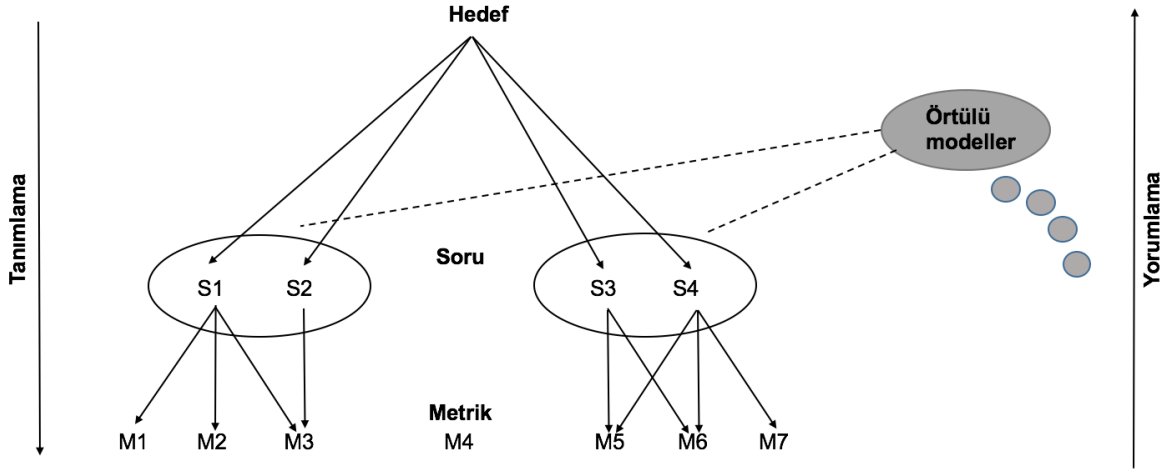 Hedef
Örtülü
modeller
Tanımlama
Yorumlama
Soru
S1 S2 S3 S4
Metrik
M1 M2 M3 M4 M5 M6 M7